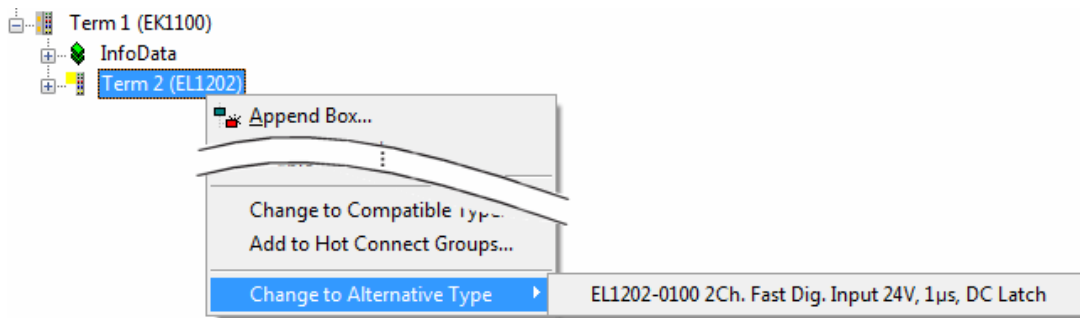 Term 1 (EK1100)
InfoData
Term 2 (EL1202)
Append Box...
Change to Compatible
Add to Hot Connect Groups...
Change to Alternative Type
EL1202-0100 2Ch. Fast Dig. Input 24V, 1µs, DC Latch